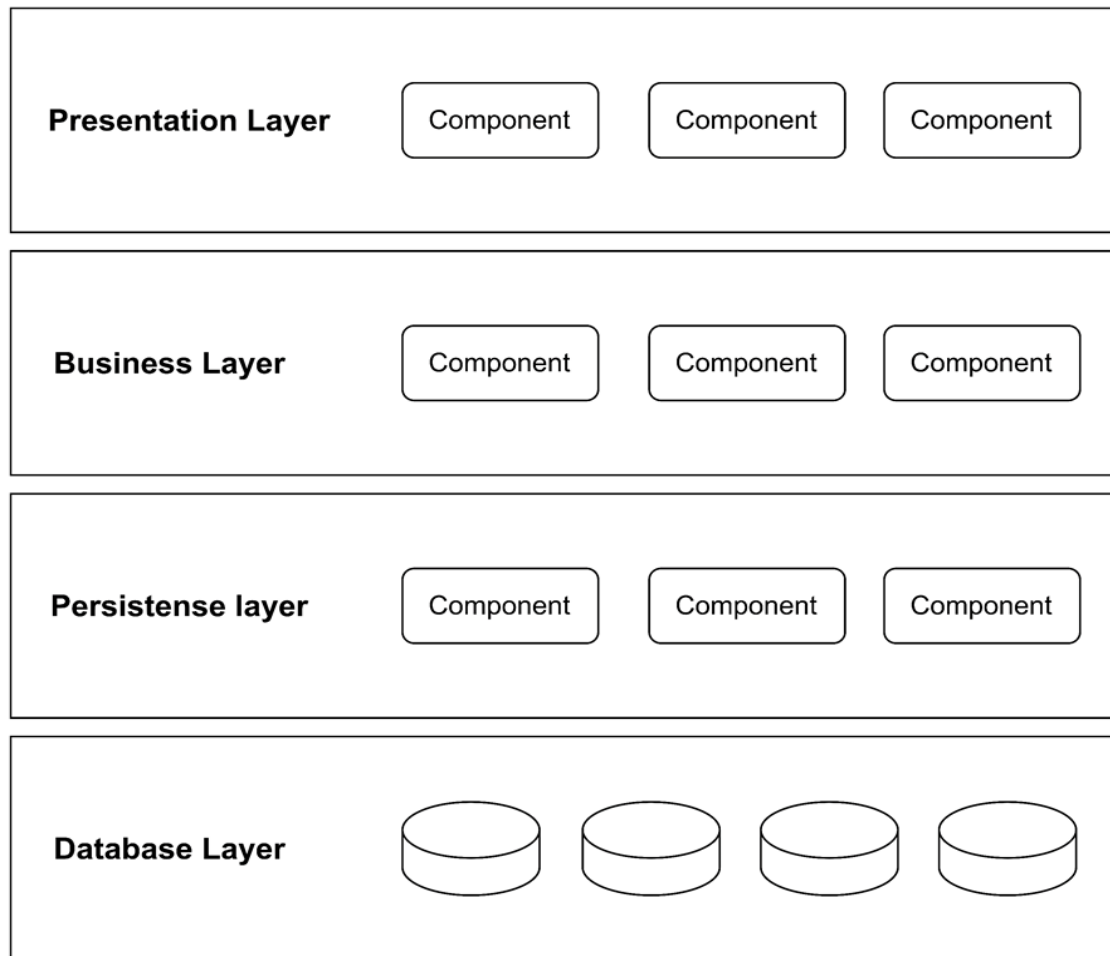 Presentation Layer
Component Component Component
Business Layer
Component Component Component
Persistense layer
Component Component Component
Database Layer